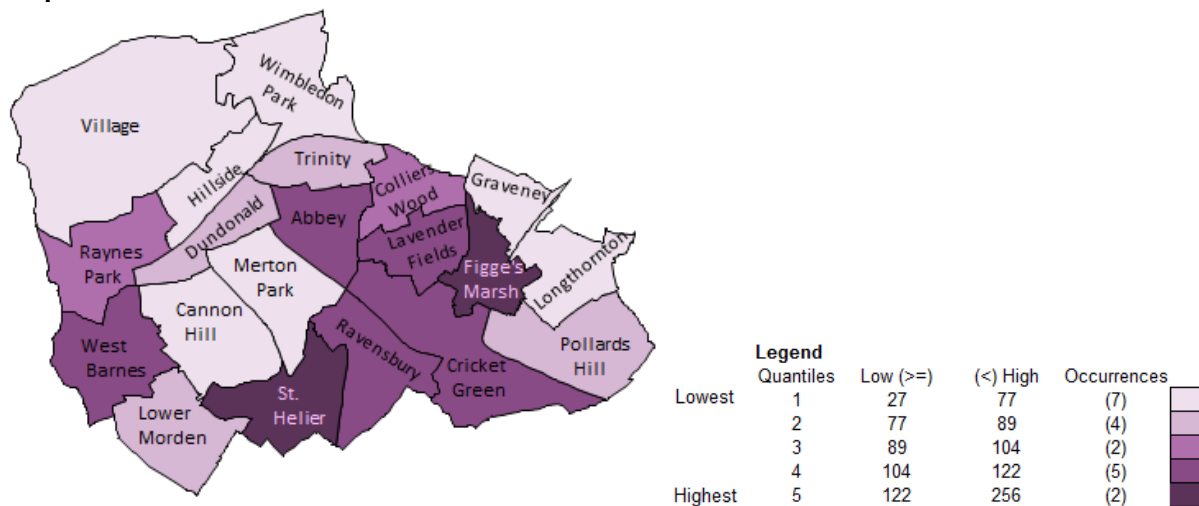 Wimbledon
Park
Village
Trinity
Hillside
Colliers
Wood
Graveney
Dundonald
Abbey
Lavender
Fields
Raynes
Park
Merton
Park
Figge's
Marsh
Longthornton
Cannon
Hill
Ravensbury
West
Barnes
Cricket
Green
Pollards
Hill
St.
Helier
Lower
Morden
Legend
Quantiles Low (>=) (<) High Occurrences
Lowest 1 27 77 (7)
2 77 89 (4)
3 89 104 (2)
4 104 122 (5)
Highest 5 122 256 (2)